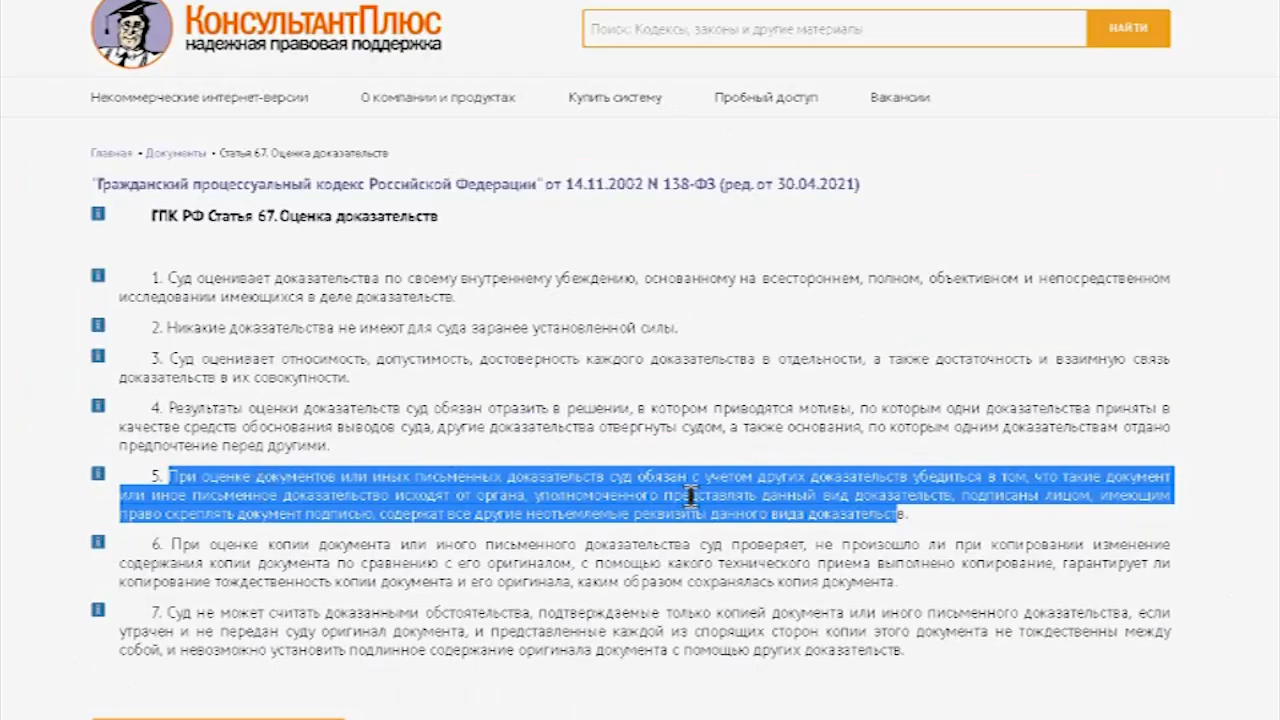 КонсультантПлюс
надежная правовая поддержка
Поиск: Кодексы, законы и другие материалы
НАЙТИ
Некоммерческие интернет-версии
О компании и продуктах
Купить систему
Пробный доступ
Вакансии
Главная • Документы • Статья 67. Оценка доказательств
"Гражданский процессуальный кодекс Российской Федерации" от 14.11.2002 N 138-ФЗ (ред. от 30.04.2021)
ГПК РФ Статья 67. Оценка доказательств
1. Суд оценивает доказательства по своему внутреннему убеждению, основанному на всестороннем, полном, объективном и непосредственном
исследовании имеющихся в деле доказательств.
2. Никакие доказательства не имеют для суда заранее установленной силы.
3. Суд оценивает относимость, допустимость, достоверность каждого доказательства в отдельности, а также достаточность и взаимную связь
доказательств в их совокупности.
4. Результаты оценки доказательств суд обязан отразить в решении, в котором приводятся мотивы, по которым одни доказательства приняты в
качестве средств обоснования выводов суда, другие доказательства отвергнуты судом, а также основания, по которым одним доказательствам отдано
предпочтение перед другими.
5. При оценке документов или иных письменных доказательств суд обязан с учетом других доказательств убедиться в том, что такие документ
или иное письменное доказательство исходят от органа, уполномоченного представлять данный вид доказательств, подписаны лицом, имеющим
право скреплять документ подписью, содержат все другие неотъемлемые реквизиты данного вида доказательств.
6. При оценке копии документа или иного письменного доказательства суд проверяет, не произошло ли при копировании изменение
содержания копии документа по сравнению с его оригиналом, с помощью какого технического приема выполнено копирование, гарантирует ли
копирование тождественность копии документа и его оригинала, каким образом сохранялась копия документа.
7. Суд не может считать доказанными обстоятельства, подтверждаемые только копией документа или иного письменного доказательства, если
утрачен и не передан суду оригинал документа, и представленные каждой из спорящих сторон копии этого документа не тождественны между
собой, и невозможно установить подлинное содержание оригинала документа с помощью других доказательств.